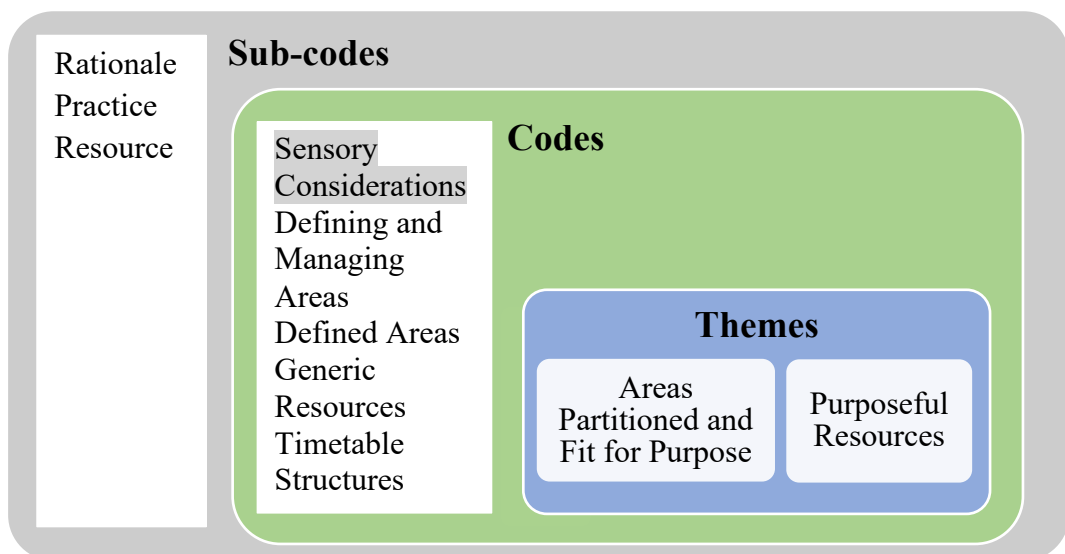 Sub-codes
Rationale
Practice
Resource
Codes
Sensory
Considerations
Defining and
Managing
Areas
Defined Areas
Generic
Resources
Timetable
Structures
Themes
Areas
Partitioned and
Fit for Purpose
Purposeful
Resources